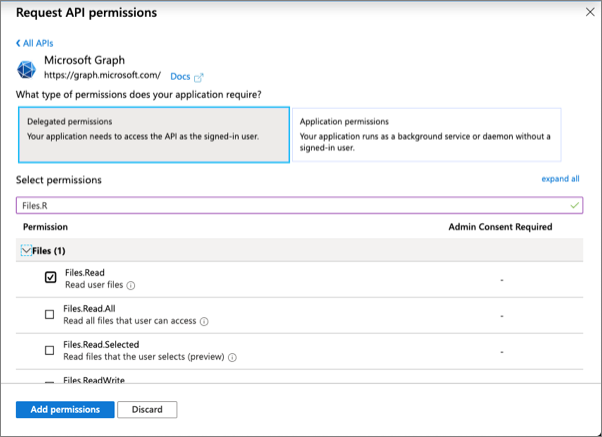 Request API permissions
All APIs
Microsoft Graph
https://graph.microsoft.com/ Docs
What type of permissions does your application require?
Delegated permissions
Your application needs to access the API as the signed-in user.
Application permissions
Your application runs as a background service or daemon without a
signed-in user.
Select permissions
expand all
Files.R
Permission Admin Consent Required
Files (1)
Files.Read
Read user files
-
Files.Read.All
Read all files that user can access
-
Files.Read.Selected
Read files that the user selects (preview)
-
Files.ReadWrite
Add permissions Discard